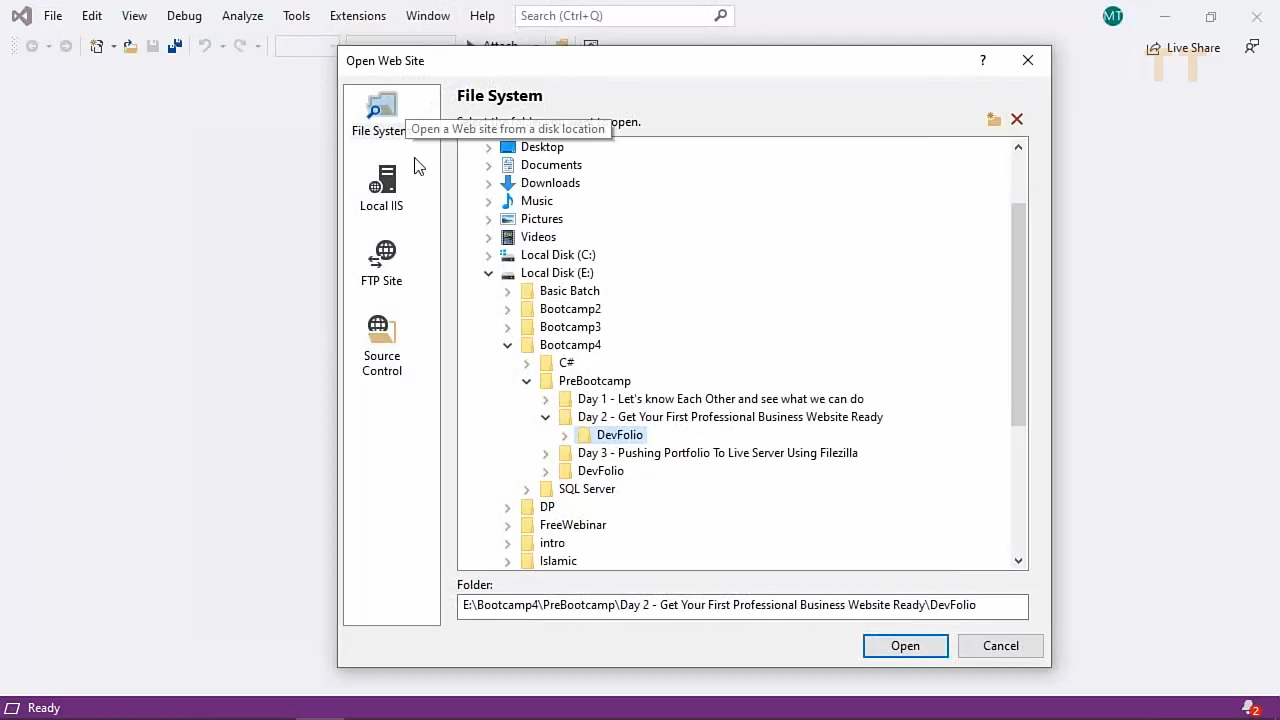 File Edit View Debug Analyze Tools Extensions Window Help Search (Ctrl+Q) MT
Live Share
TT
Open Web Site ?
File System
Open a Web site from a disk location
open.
File System
Local IIS
FTP Site
Source
Control
Desktop
Documents
Downloads
Music
Pictures
Videos
Local Disk (C:)
Local Disk (E:)
Basic Batch
Bootcamp2
Bootcamp3
Bootcamp4
C#
PreBootcamp
Day 1 - Let's know Each Other and see what we can do
Day 2 - Get Your First Professional Business Website Ready
DevFolio
Day 3 - Pushing Portfolio To Live Server Using Filezilla
DevFolio
SQL Server
DP
FreeWebinar
intro
Islamic
Folder:
E:\Bootcamp4\PreBootcamp\Day 2 - Get Your First Professional Business Website Ready\DevFolio
Open Cancel
Ready 2